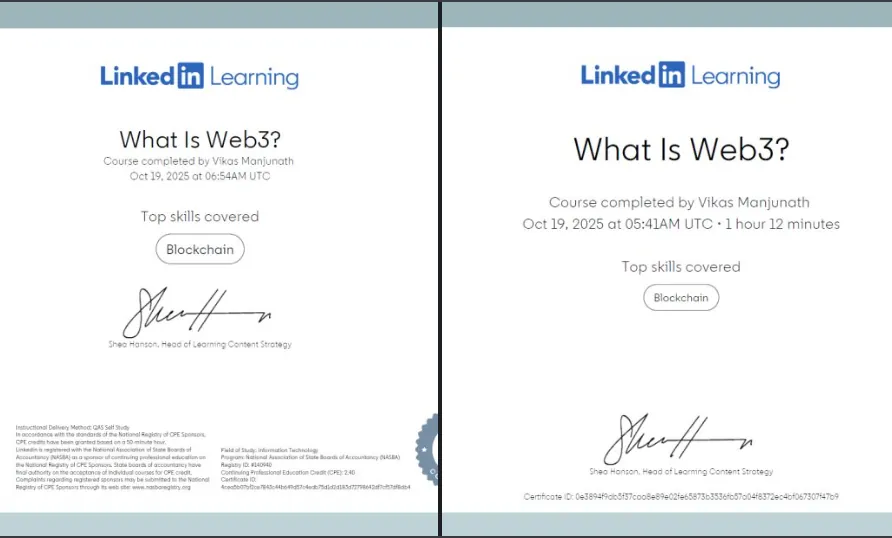 Linked in Learning
What Is Web3?
Course completed by Vikas Manjunath
Oct 19, 2025 at 06:54AM UTC
Top skills covered
Blockchain
Shea Hanson, Head of Learning Content Strategy
Instructional Delivery Method: QAS Self Study
In accordance with the standards of the National Registry of CPE Sponsors,
CPE credits have been granted based on a 50-minute hour.
LinkedIn is registered with the National Association of State Boards of
Accountancy (NASBA) as a sponsor of continuing professional education on
the National Registry of CPE Sponsors. State boards of accountancy have
final authority on the acceptance of individual courses for CPE credit.
Complaints regarding registered sponsors may be submitted to the National
Registry of CPE Sponsors through its web site: www.nasbaregistry.org
Field of Study: Information Technology
Program: National Association of State Boards of Accountancy (NASBA)
Registry ID: #140940
Continuing Professional Education Credit (CPE): 2.40
Certificate ID:
Linked in Learning
What Is Web3?
Course completed by Vikas Manjunath
Oct 19, 2025 at 05:41AM UTC • 1 hour 12 minutes
Top skills covered
Blockchain
Shea Hanson, Head of Learning Content Strategy
Certificate ID: